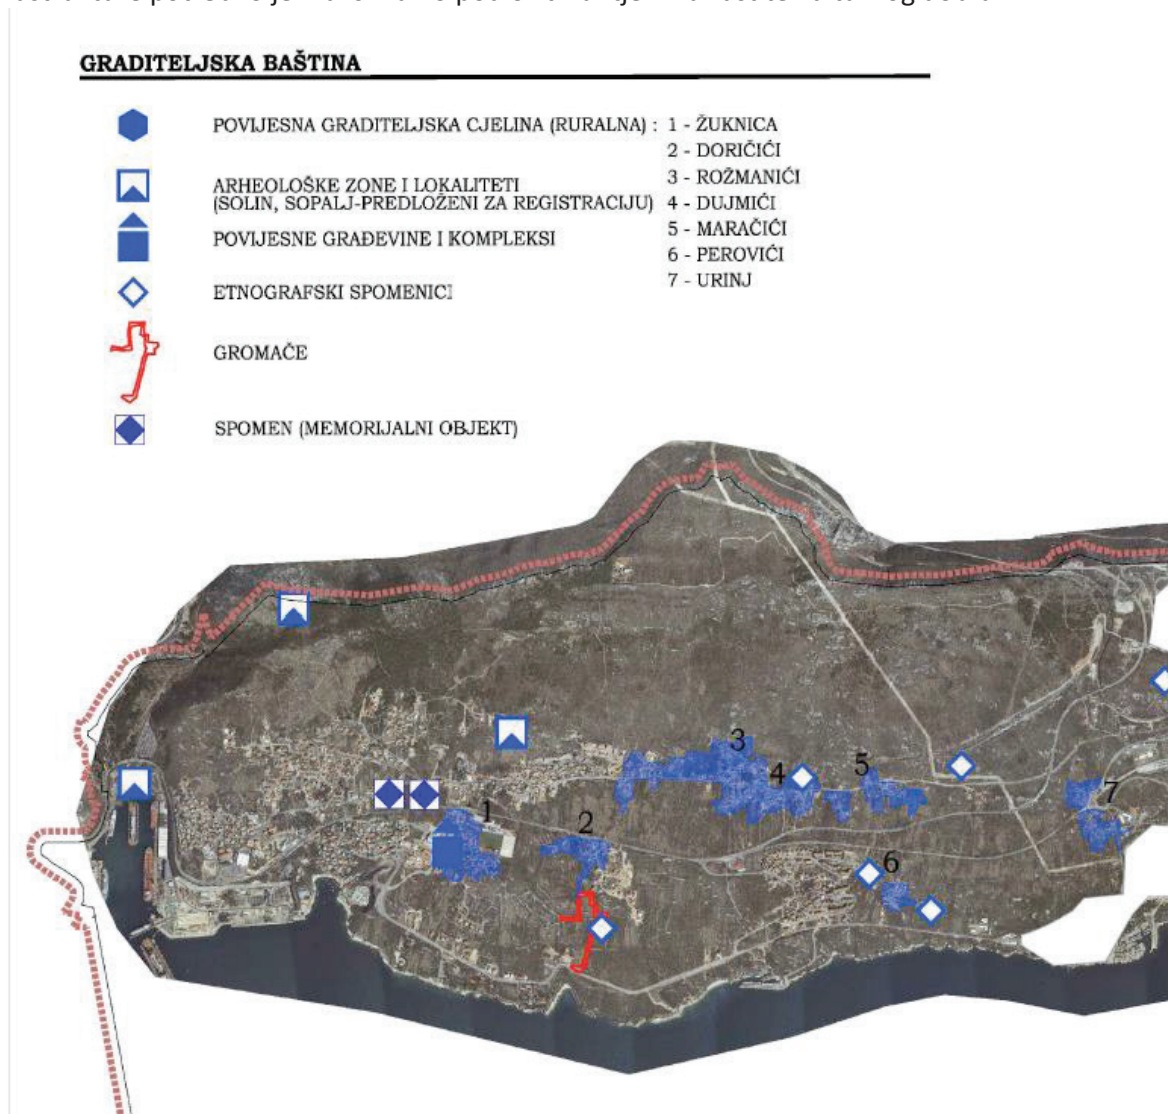 GRADITELJSKA BAŠTINA
POVIJESNA GRADITELJSKA CJELINA (RURALNA) : 1 - ŽUKNICA
2 - DORIČIĆI
3 - ROŽMANIĆI
4 - DUJMIĆI
5 - MARAČIĆI
6 - PEROVIĆI
7 - URINJ
ARHEOLOŠKE ZONE I LOKALITETI
(SOLIN, SOPALJ-PREDLOŽENI ZA REGISTRACIJU)
POVIJESNE GRAĐEVINE I KOMPLEKSI
ETNOGRAFSKI SPOMENICI
GROMAČE
SPOMEN (MEMORIJALNI OBJEKT)
3
4
5
7
1
2
6